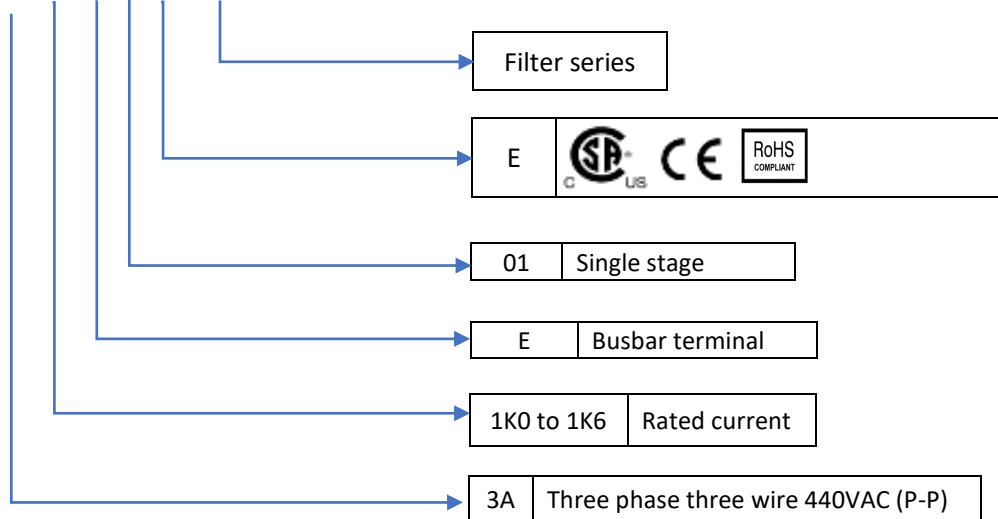 Filter series
E C SA® US CE RoHS COMPLIANT
01 Single stage
E Busbar terminal
1K0 to 1K6 Rated current
3A Three phase three wire 440VAC (P-P)